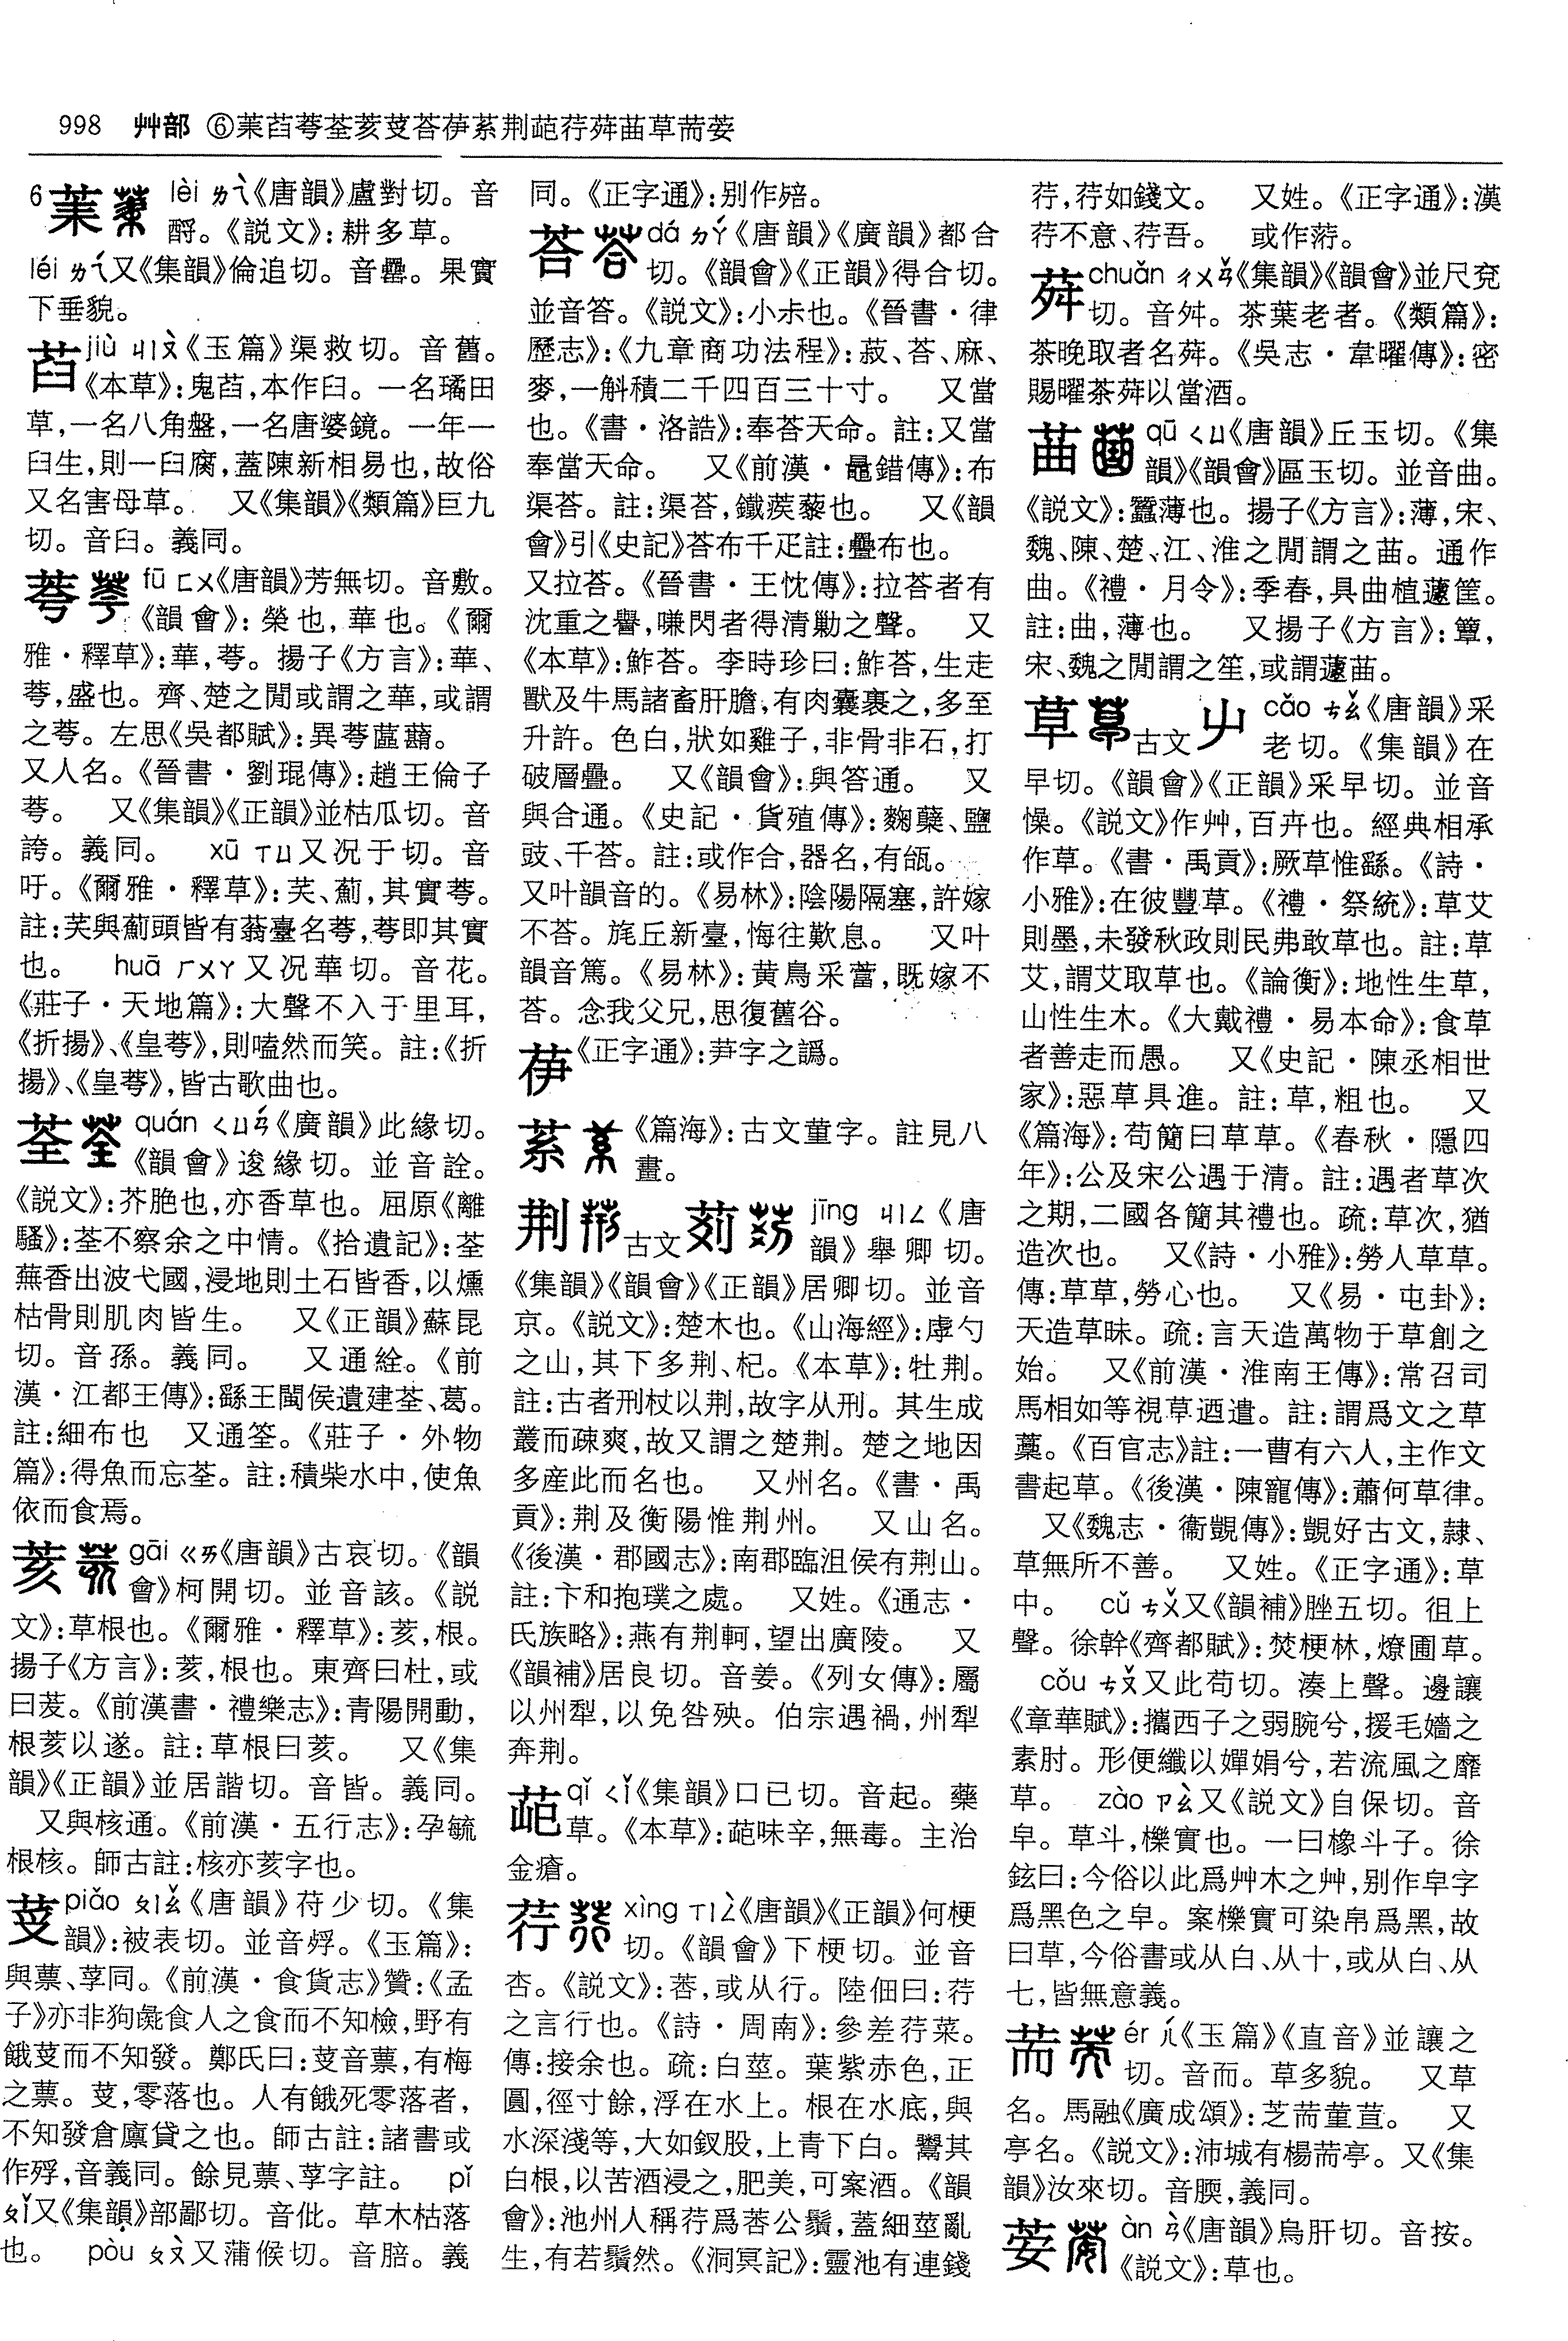 998 艸部 ⑥茉萏荂荃荄荽荅䒵䒷荆䓀荇荈苖草荋荌
6 茱 lèi ㄌㄟˋ《唐韻》盧對切。音
酹。《説文》:耕多草。
léi ㄌㄟˊ又《集韻》倫追切。音纍。果實
下垂貌。
jiù ㄐㄧㄡˋ《玉篇》渠救切。音舊。
《本草》:鬼臼,本作臼。一名璚田
草,一名八角盤,一名唐婆鏡。一年一
臼生,則一臼腐,蓋陳新相易也,故俗
又名害母草。 又《集韻》《類篇》巨九
切。音臼。義同。
荂 fū ㄈㄨ《唐韻》芳無切。音敷。
《韻會》:榮也,華也。《爾
雅·釋草》:華,荂。揚子《方言》:華、
荂,盛也。齊、楚之閒或謂之華,或謂
之荂。左思《吳都賦》:異荂蓲蘛。
又人名。《晉書·劉琨傳》:趙王倫子
荂。 又《集韻》《正韻》並枯瓜切。音
誇。義同。 xū ㄒㄩ又况于切。音
吁。《爾雅·釋草》:芺、薊,其實荂。
註:芺與薊頭皆有蓊臺名荂,荂即其實
也。 huā ㄏㄨㄚ又况華切。音花。
《莊子·天地篇》:大聲不入于里耳,
《折揚》、《皇荂》,則嗑然而笑。註:《折
揚》、《皇荂》,皆古歌曲也。
荃 quán ㄑㄩㄢˊ《廣韻》此緣切。
《韻會》逡緣切。並音詮。
《説文》:芥脃也,亦香草也。屈原《離
騷》:荃不察余之中情。《拾遺記》:荃
蕪香出波弋國,浸地則土石皆香,以燻
枯骨則肌肉皆生。 又《正韻》蘇昆
切。音孫。義同。 又通絟。《前
漢·江都王傳》:繇王閩侯遺建荃、葛。
註:細布也 又通筌。《莊子·外物
篇》:得魚而忘荃。註:積柴水中,使魚
依而食焉。
荄 gāi ㄍㄞ《唐韻》古哀切。《韻
會》柯開切。並音該。《説
文》:草根也。《爾雅·釋草》:荄,根。
揚子《方言》:荄,根也。東齊曰杜,或
曰茇。《前漢書·禮樂志》:青陽開動,
根荄以遂。註:草根曰荄。 又《集
韻》《正韻》並居諧切。音皆。義同。
又與核通。《前漢·五行志》:孕毓
根核。師古註:核亦荄字也。
piǎo ㄆㄧㄠˇ《唐韻》苻少切。《集
韻》:被表切。並音殍。《玉篇》:
與蔈、莩同。《前漢·食貨志》贊:《孟
子》亦非狗彘食人之食而不知檢,野有
餓芆而不知發。鄭氏曰:芆音蔈,有梅
之蔈。芆,零落也。人有餓死零落者,
不知發倉廪貸之也。師古註:諸書或
作殍,音義同。餘見蔈、莩字註。 pǐ
ㄆㄧˇ又《集韻》部鄙切。音仳。草木枯落
也。 pòu ㄆㄡˋ又蒲候切。音䏽。義
同。《正字通》:别作殕。
荅 dá ㄉㄚˊ《唐韻》《廣韻》都合
切。《韻會》《正韻》得合切。
並音答。《説文》:小尗也。《晉書·律
歷志》:《九章商功法程》:菽、荅、麻、
麥,一斛積二千四百三十寸。 又當
也。《書·洛誥》:奉荅天命。註:又當
奉當天命。 又《前漢·鼂錯傳》:布
渠荅。註:渠荅,鐵蒺藜也。 又《韻
會》引《史記》荅布千疋註:疊布也。
又拉荅。《晉書·王忱傳》:拉荅者有
沈重之譽,嗛閃者得清勦之聲。 又
《本草》:鮓荅。李時珍曰:鮓荅,生走
獸及牛馬諸畜肝膽,有肉囊裹之,多至
升許。色白,狀如雞子,非骨非石,打
破層疊。 又《韻會》:與答通。 又
與合通。《史記·貨殖傳》:麴糱、鹽
豉、千荅。註:或作合,器名,有瓵。
又叶韻音的。《易林》:陰陽隔塞,許嫁
不荅。旄丘新臺,悔往歎息。 又叶
韻音篤。《易林》:黄鳥采蓄,既嫁不
荅。念我父兄,思復舊谷。
《正字通》:芛字之譌。
《篇海》:古文菫字。註見八
畫。
荆 古文 jīng ㄐㄧㄥ《唐
韻》舉卿切。
《集韻》《韻會》《正韻》居卿切。並音
京。《説文》:楚木也。《山海經》:虖勺
之山,其下多荆、杞。《本草》:牡荆。
註:古者刑杖以荆,故字从刑。其生成
叢而疎爽,故又謂之楚荆。楚之地因
多産此而名也。 又州名。《書·禹
貢》:荆及衡陽惟荆州。 又山名。
《後漢·郡國志》:南郡臨沮侯有荆山。
註:卞和抱璞之處。 又姓。《通志·
氏族略》:燕有荆軻,望出廣陵。 又
《韻補》居良切。音姜。《列女傳》:屬
以州犁,以免咎殃。伯宗遇禍,州犁
奔荆。
qǐ ㄑㄧˇ《集韻》口已切。音起。藥
草。《本草》:味辛,無毒。主治
金瘡。
荇 xìng ㄒㄧㄥˋ《唐韻》《正韻》何梗
切。《韻會》下梗切。並音
杏。《説文》:莕,或从行。陸佃曰:荇
之言行也。《詩·周南》:參差荇菜。
傳:接余也。疏:白莖。葉紫赤色,正
圓,徑寸餘,浮在水上。根在水底,與
水深淺等,大如釵股,上青下白。鬻其
白根,以苦酒浸之,肥美,可案酒。《韻
會》:池州人稱荇爲莕公鬚,蓋細莖亂
生,有若鬚然。《洞冥記》:靈池有連錢
荇,荇如錢文。 又姓。《正字通》:漢
荇不意、荇吾。 或作䓷。
荈 chuǎn ㄔㄨㄢˇ《集韻》《韻會》並尺兗
切。音舛。茶葉老者。《類篇》:
茶晚取者名荈。《吳志·韋曜傳》:密
賜曜茶荈以當酒。
苗 qū ㄑㄩ《唐韻》丘玉切。《集
韻》《韻會》區玉切。並音曲。
《説文》:蠶薄也。揚子《方言》:薄,宋、
魏、陳、楚、江、淮之閒謂之䒼。通作
曲。《禮·月令》:季春,具曲植籧筐。
註:曲,薄也。 又揚子《方言》:簟,
宋、魏之閒謂之笙,或謂籧䒼。
草 古文 屮 cǎo ㄘㄠˇ《唐韻》采
老切。《集韻》在
早切。《韻會》《正韻》采早切。並音
懆。《説文》作艸,百卉也。經典相承
作草。《書·禹貢》:厥草惟繇。《詩·
小雅》:在彼豐草。《禮·祭統》:草艾
則墨,未發秋政則民弗敢草也。註:草
艾,謂艾取草也。《論衡》:地性生草,
山性生木。《大戴禮·易本命》:食草
者善走而愚。 又《史記·陳丞相世
家》:惡草具進。註:草,粗也。 又
《篇海》:苟簡曰草草。《春秋·隱四
年》:公及宋公遇于清。註:遇者草次
之期,二國各簡其禮也。疏:草次,猶
造次也。 又《詩·小雅》:勞人草草。
傳:草草,勞心也。 又《易·屯卦》:
天造草昧。疏:言天造萬物于草創之
始。 又《前漢·淮南王傳》:常召司
馬相如等視草迺遣。註:謂爲文之草
藁。《百官志》註:一曹有六人,主作文
書起草。《後漢·陳寵傳》:蕭何草律。
又《魏志·衞覬傳》:覬好古文,隷、
草無所不善。 又姓。《正字通》:草
中。 cǔ ㄘㄨˇ又《韻補》脞五切。徂上
聲。徐幹《齊都賦》:焚梗林,燎圃草。
cǒu ㄘㄡˇ又此苟切。湊上聲。邊讓
《章華賦》:攜西子之弱腕兮,援毛嬙之
素肘。形便纖以嬋娟兮,若流風之靡
草。 zào ㄗㄠˋ又《説文》自保切。音
皁。草斗,櫟實也。一曰橡斗子。徐
鉉曰:今俗以此爲艸木之艸,别作皁字
爲黑色之皁。案櫟實可染帛爲黑,故
曰草,今俗書或从白、从十,或从白、从
七,皆無意義。
荋 ér ㄦˊ《玉篇》《直音》並讓之
切。音而。草多貌。 又草
名。馬融《廣成頌》:芝荋菫荁。 又
亭名。《説文》:沛城有楊荋亭。又《集
韻》汝來切。音腝,義同。
荌 àn ㄢˋ《唐韻》烏肝切。音按。
《説文》:草也。